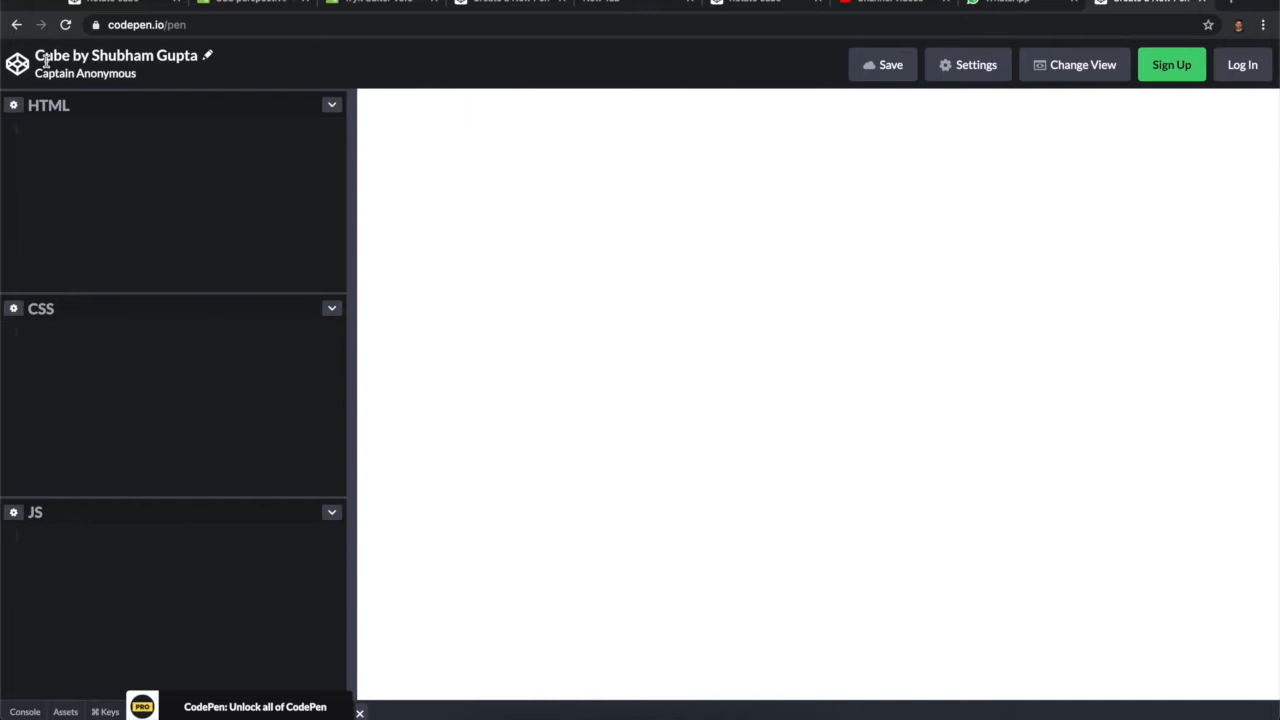 codepen.io/pen
Cube by Shubham Gupta
Captain Anonymous
Save
Settings
Change View
Sign Up
Log In
HTML
CSS
JS
Console
Assets
⌘ Keys
PRO
CodePen: Unlock all of CodePen